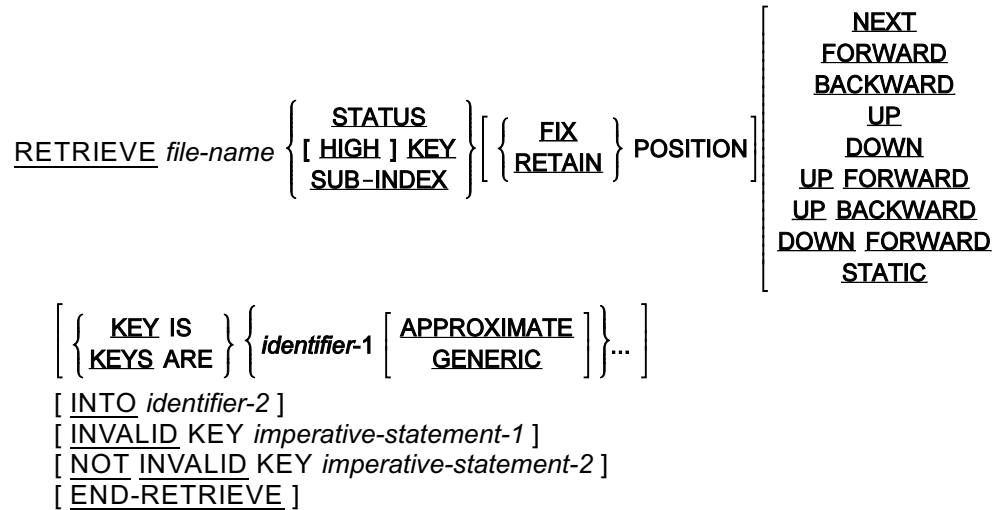 NEXT
FORWARD
BACKWARD
UP
DOWN
UP FORWARD
UP BACKWARD
DOWN FORWARD
STATIC
RETRIEVE file-name { STATUS
[ HIGH ] KEY
SUB-INDEX } [ { FIX
RETAIN } POSITION ]
[ { KEY IS
KEYS ARE } { identifier-1 [ APPROXIMATE
GENERIC ] }... ]
[ INTO identifier-2 ]
[ INVALID KEY imperative-statement-1 ]
[ NOT INVALID KEY imperative-statement-2 ]
[ END-RETRIEVE ]